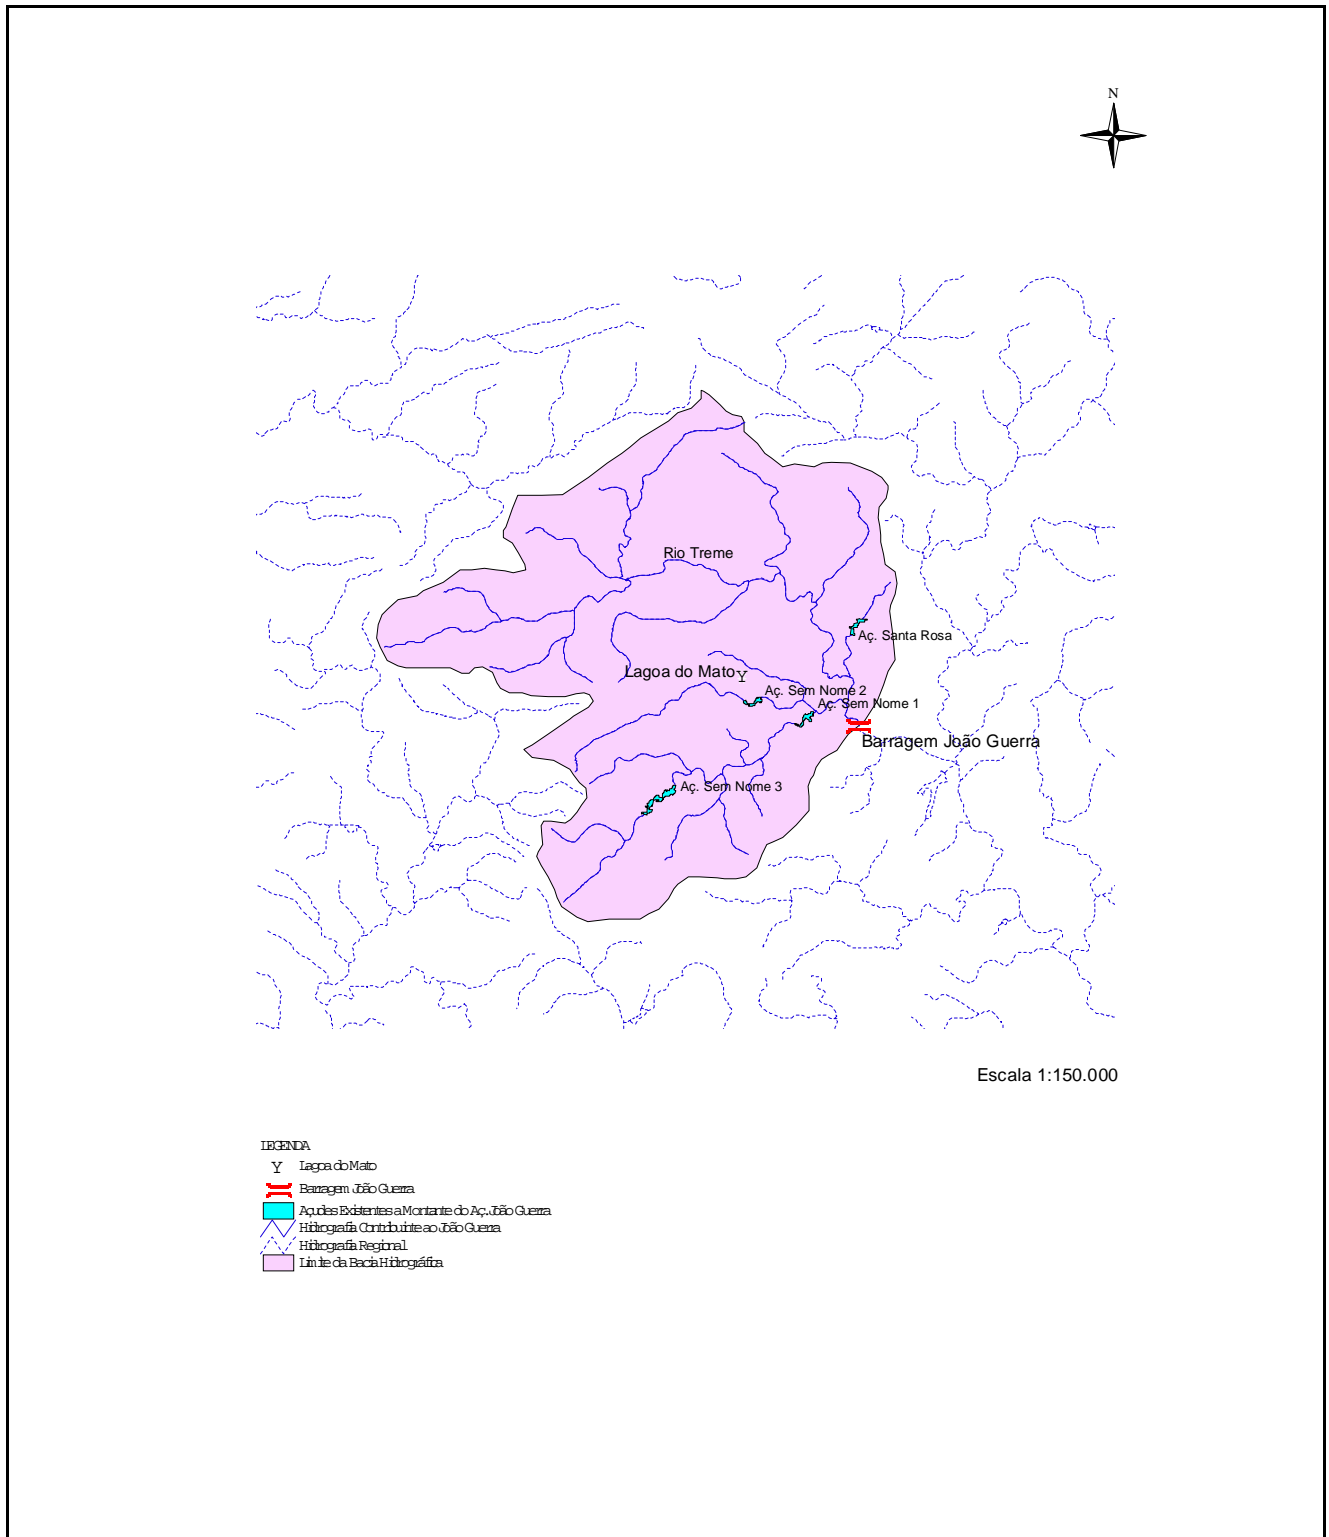 N
Rio Treme
Aç. Santa Rosa
Lagoa do Mato Y
Aç. Sem Nome 2
Aç. Sem Nome 1
Barragem João Guerra
Aç. Sem Nome 3
Escala 1:150.000
LEGENDA
Y Lagoa do Mato
Barragem João Guerra
Açudes Existentes a Montante do Aç. João Guerra
Hidrografia Contribuinte ao João Guerra
Hidrografia Regional
Limite da Bacia Hidrográfica